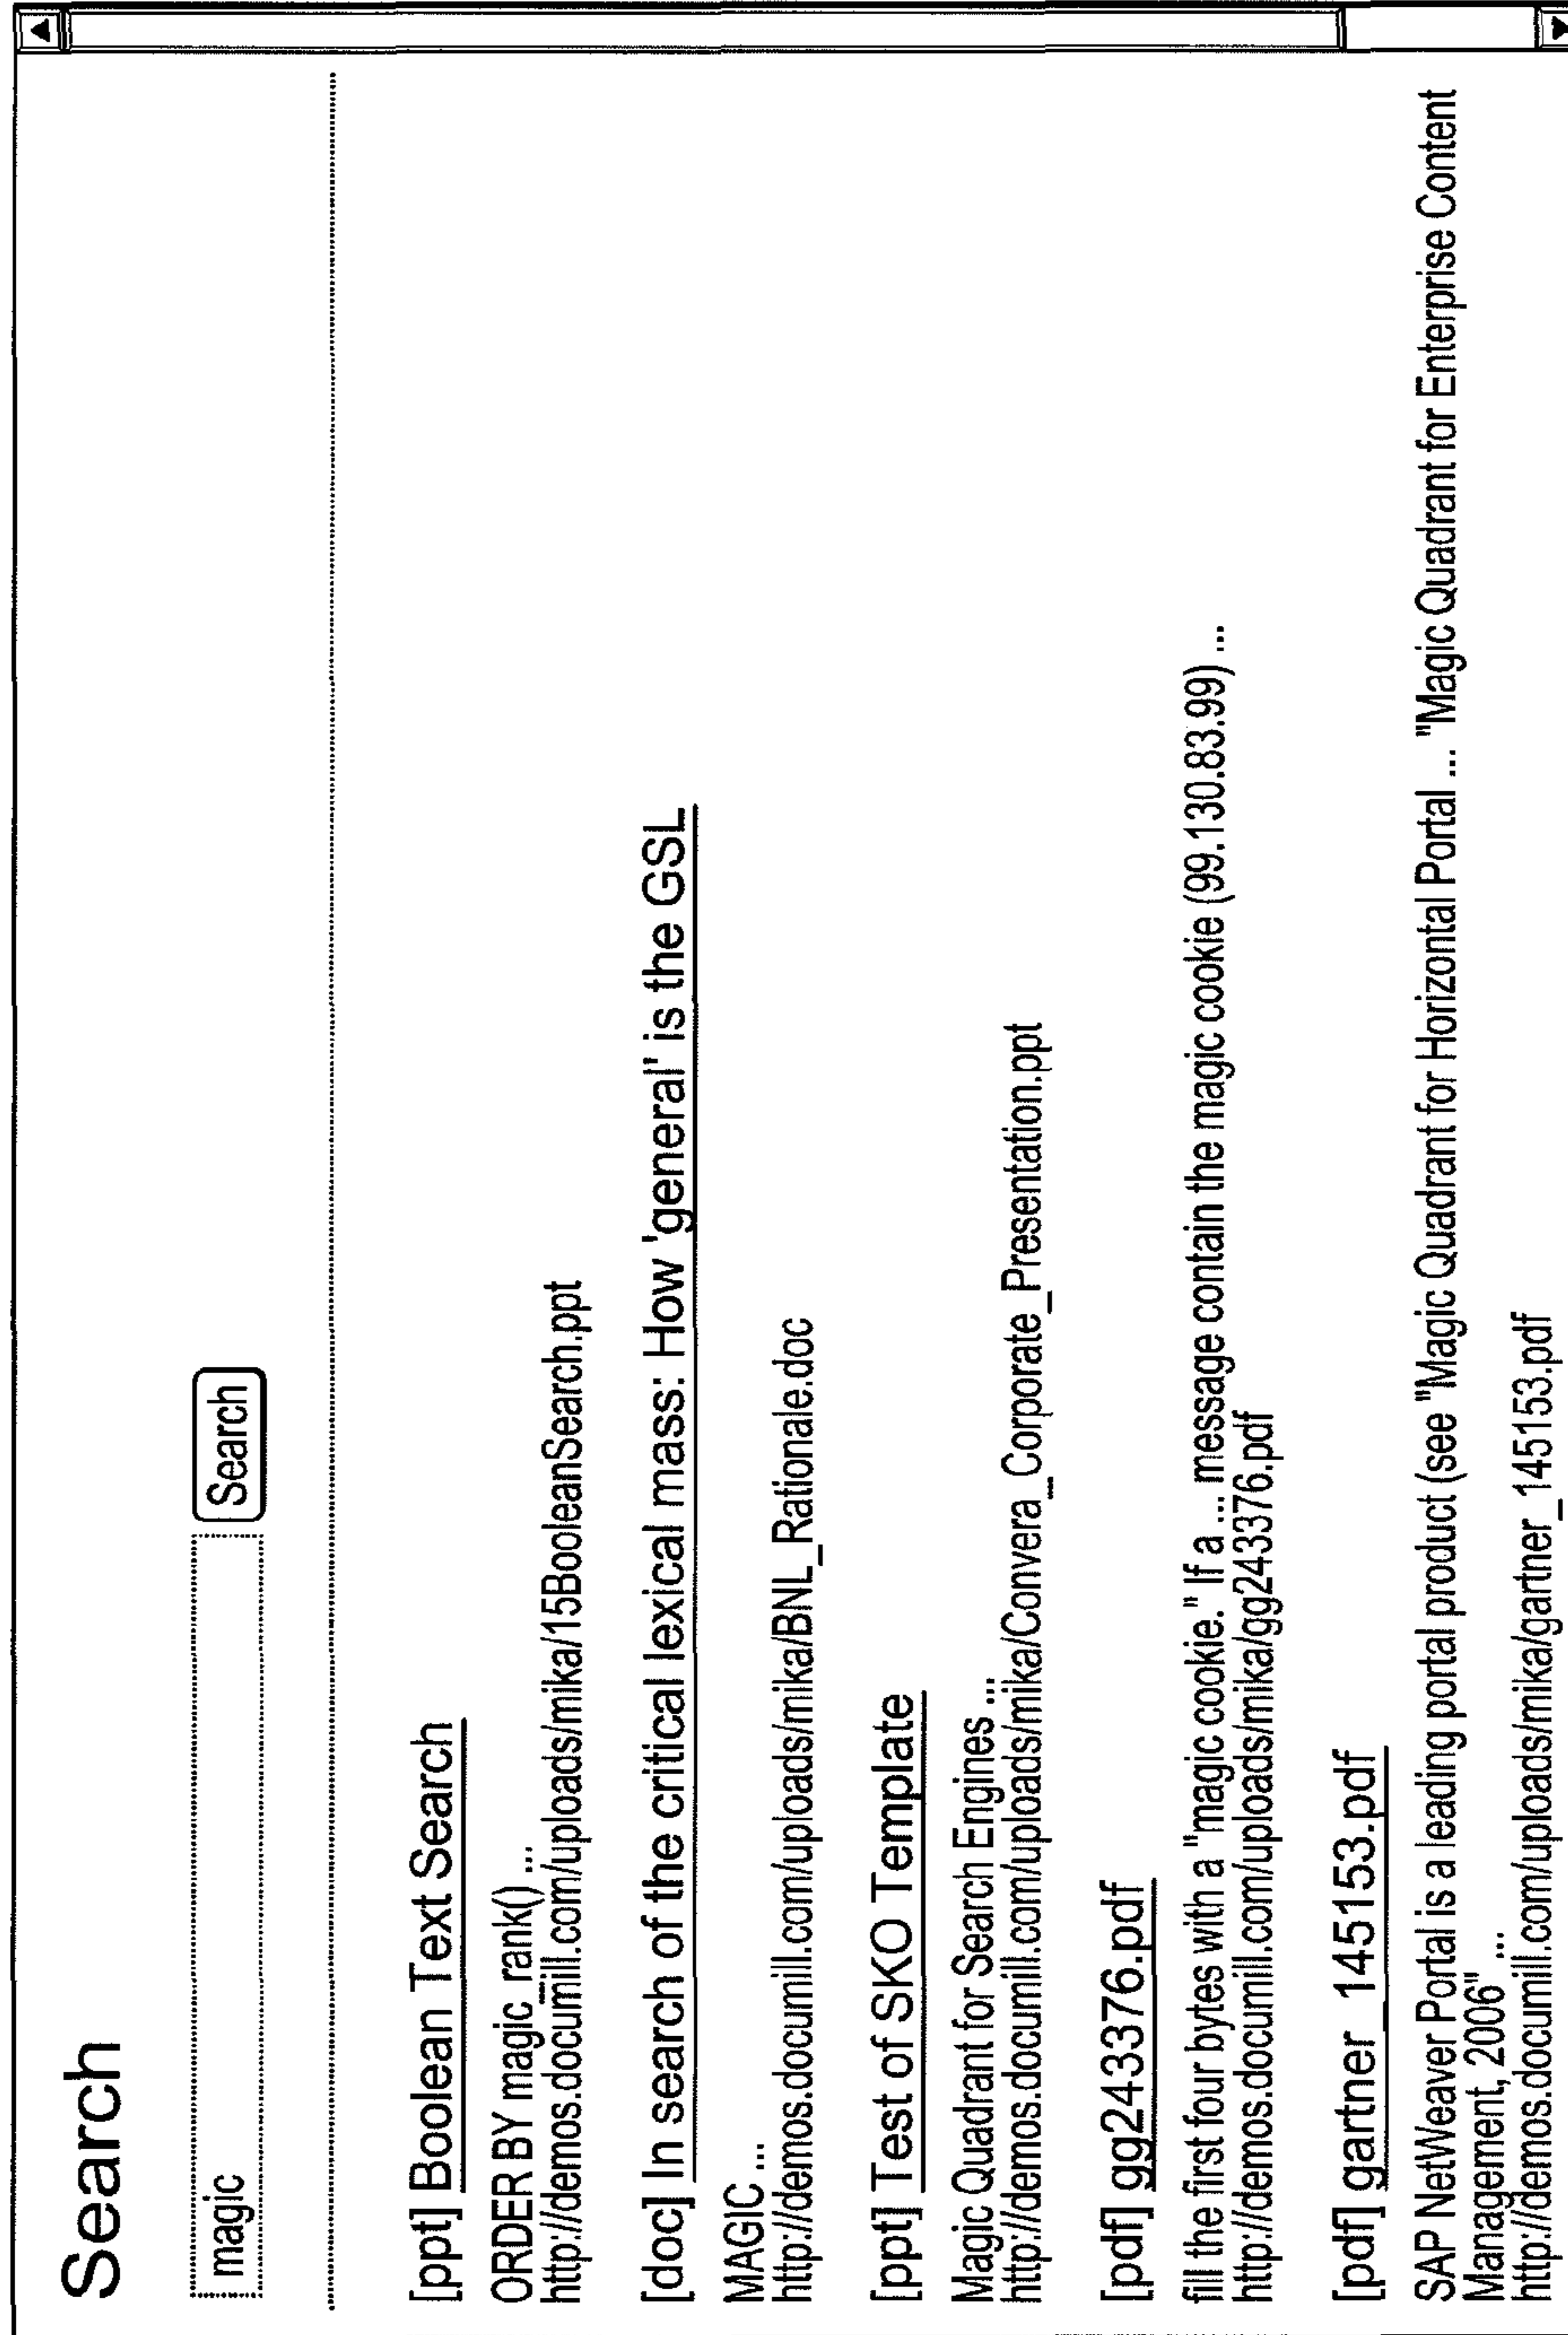 Search
magic
Search
[ppt] Boolean Text Search
ORDER BY magic_rank() ...
http://demos.documill.com/uploads/mika/15BooleanSearch.ppt
[doc] In search of the critical lexical mass: How 'general' is the GSL
MAGIC ...
http://demos.documill.com/uploads/mika/BNL_Rationale.doc
[ppt] Test of SKO Template
Magic Quadrant for Search Engines ...
http://demos.documill.com/uploads/mika/Convera_Corporate_Presentation.ppt
[pdf] gg243376.pdf
fill the first four bytes with a "magic cookie." If a ... message contain the magic cookie (99.130.83.99) ...
http://demos.documill.com/uploads/mika/gg243376.pdf
[pdf] gartner_145153.pdf
SAP NetWeaver Portal is a leading portal product (see "Magic Quadrant for Horizontal Portal ... "Magic Quadrant for Enterprise Content
Management, 2006" ...
http://demos.documill.com/uploads/mika/gartner_145153.pdf